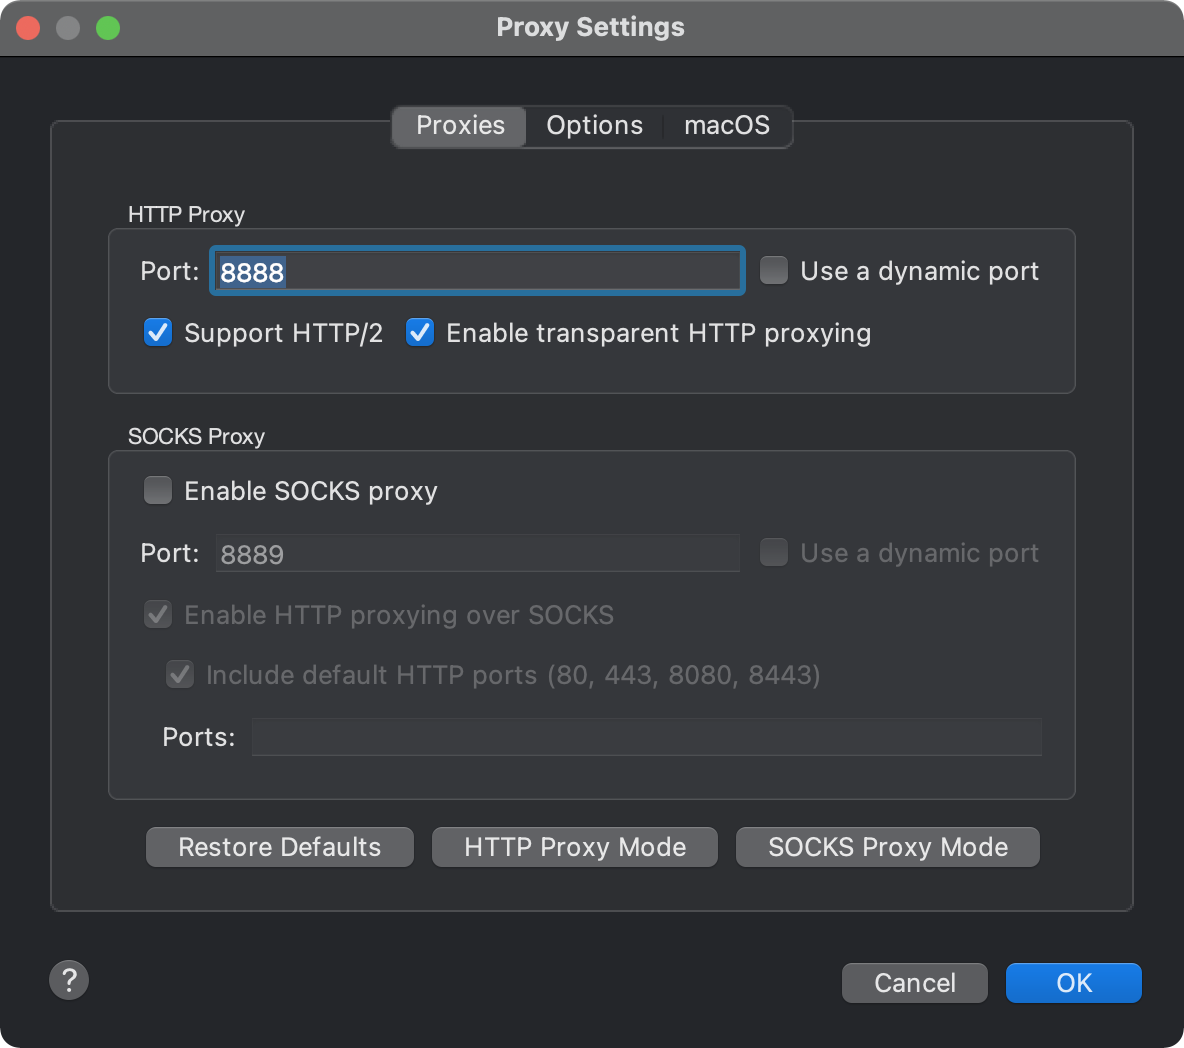 Proxy Settings
Proxies Options macOS
HTTP Proxy
Port: 8888 Use a dynamic port
Support HTTP/2 Enable transparent HTTP proxying
SOCKS Proxy
Enable SOCKS proxy
Port: 8889 Use a dynamic port
Enable HTTP proxying over SOCKS
Include default HTTP ports (80, 443, 8080, 8443)
Ports:
Restore Defaults HTTP Proxy Mode SOCKS Proxy Mode
? Cancel OK